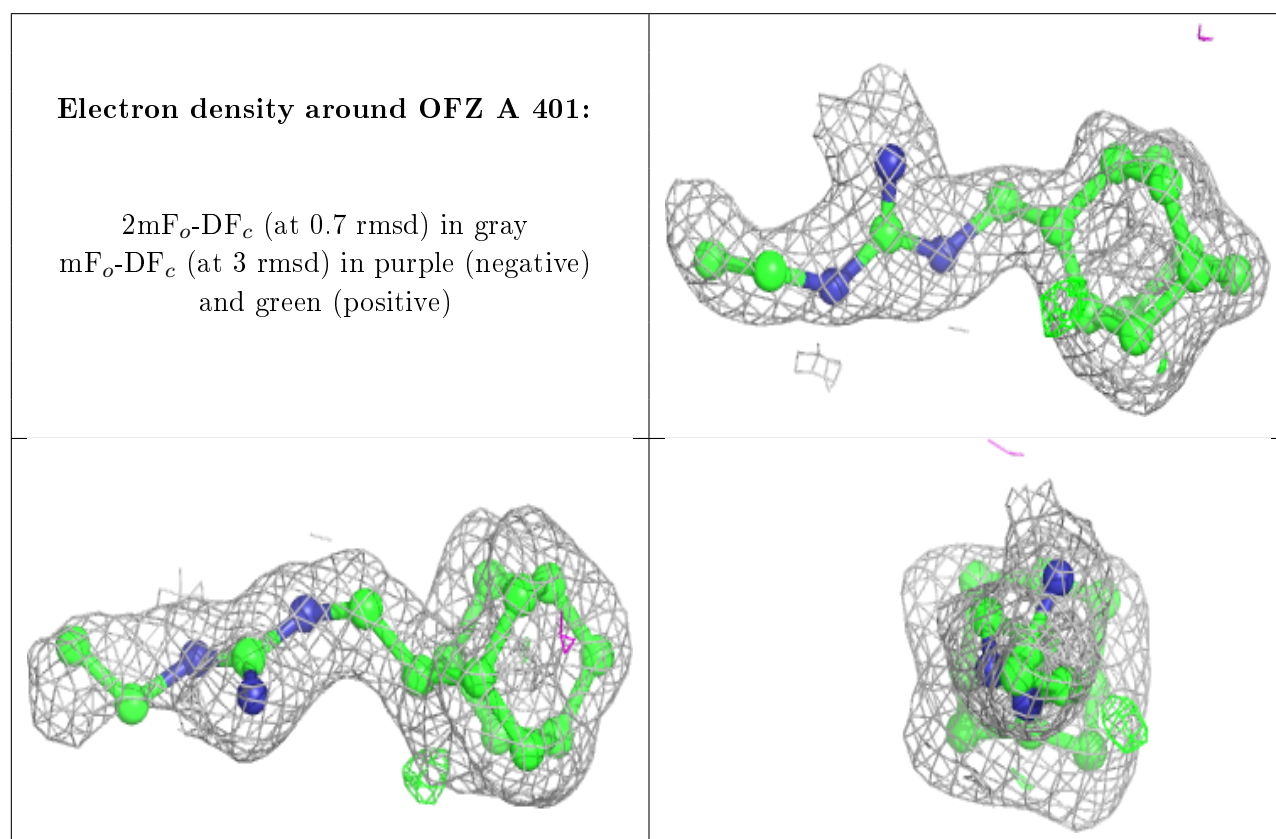 Electron density around OFZ A 401:
2mFₒ-DF𝒸 (at 0.7 rmsd) in gray
mFₒ-DF𝒸 (at 3 rmsd) in purple (negative)
and green (positive)